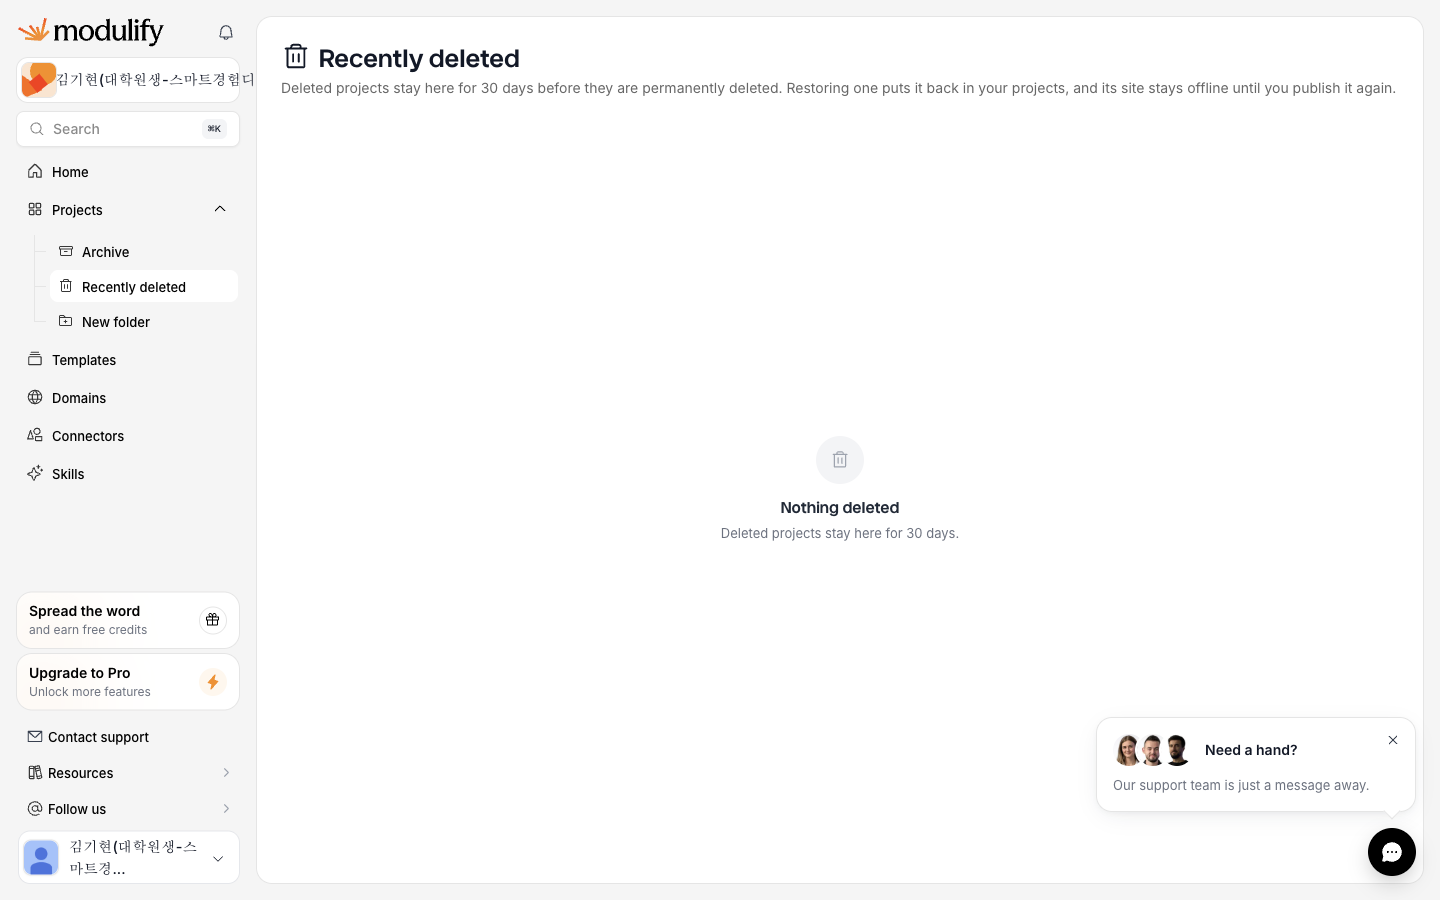 modulify
김기현(대학원생-스마트경험디
Search
⌘K
Home
Projects
Archive
Recently deleted
New folder
Templates
Domains
Connectors
Skills
Spread the word
and earn free credits
Upgrade to Pro
Unlock more features
Contact support
Resources
Follow us
김기현(대학원생-스
마트경...
Recently deleted
Deleted projects stay here for 30 days before they are permanently deleted. Restoring one puts it back in your projects, and its site stays offline until you publish it again.
Nothing deleted
Deleted projects stay here for 30 days.
Need a hand?
Our support team is just a message away.